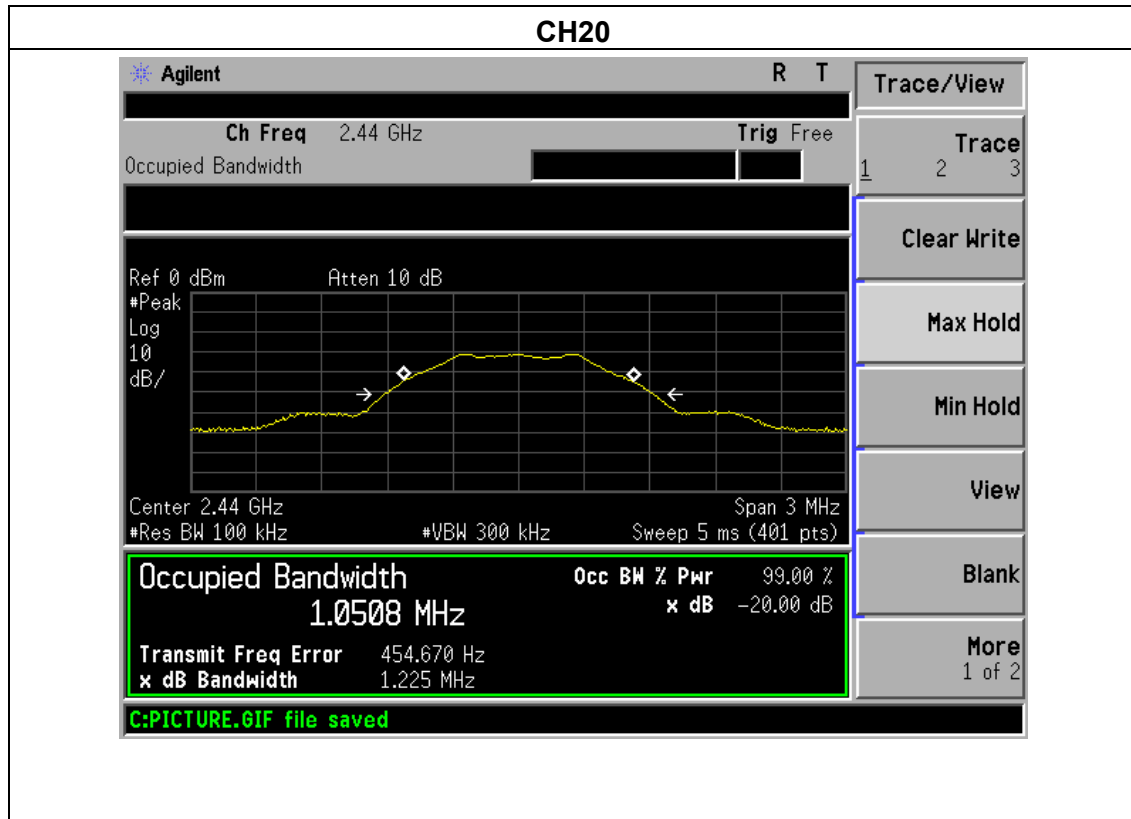 CH20
Agilent R T
Ch Freq 2.44 GHz Trig Free
Occupied Bandwidth
Ref 0 dBm Atten 10 dB
#Peak
Log
10
dB/
Center 2.44 GHz Span 3 MHz
#Res BW 100 kHz #VBW 300 kHz Sweep 5 ms (401 pts)
Occupied Bandwidth Occ BW % Pwr 99.00 %
1.0508 MHz x dB -20.00 dB
Transmit Freq Error 454.670 Hz
x dB Bandwidth 1.225 MHz
C:PICTURE.GIF file saved
Trace/View
Trace
1 2 3
Clear Write
Max Hold
Min Hold
View
Blank
More
1 of 2